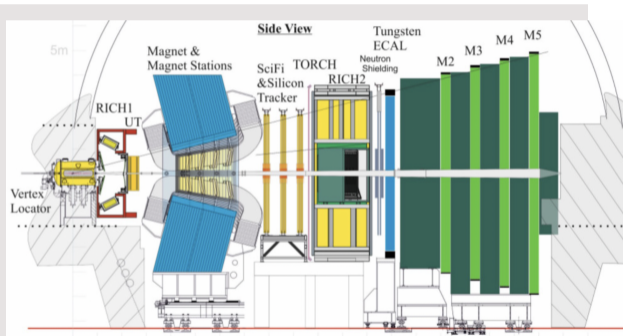 Side View
5m
Magnet &
Magnet Stations
RICH1
UT
Vertex
Locator
SciFi
&Silicon
Tracker
TORCH
RICH2
Tungsten
ECAL
Neutron
Shielding
M2
M3
M4
M5